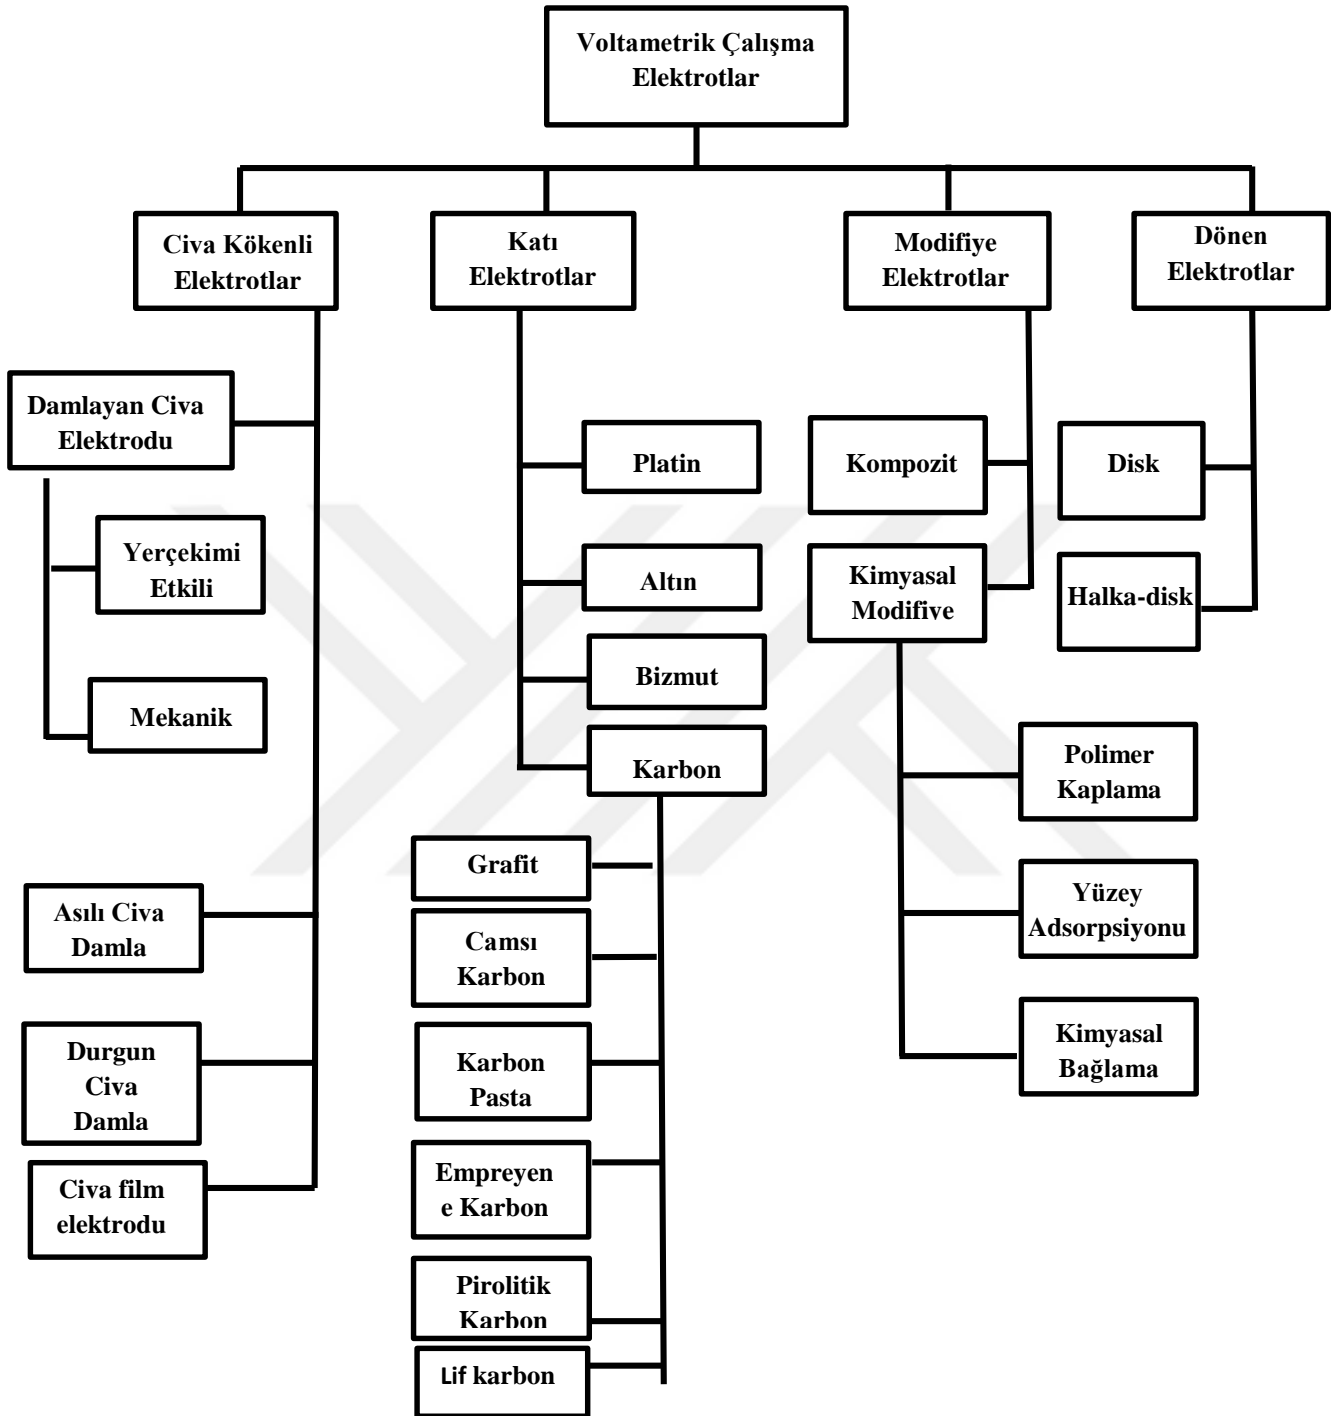 Voltametrik Çalışma
Elektrotlar
Civa Kökenli
Elektrotlar
Katı
Elektrotlar
Modifiye
Elektrotlar
Dönen
Elektrotlar
Damlayan Civa
Elektrodu
Yerçekimi
Etkili
Mekanik
Asılı Civa
Damla
Durgun
Civa
Damla
Civa film
elektrodu
Platin
Altın
Bizmut
Karbon
Grafit
Camsı
Karbon
Karbon
Pasta
Empreyen
e Karbon
Pirolitik
Karbon
Lif karbon
Kompozit
Kimyasal
Modifiye
Polimer
Kaplama
Yüzey
Adsorpsiyonu
Kimyasal
Bağlama
Disk
Halka-disk